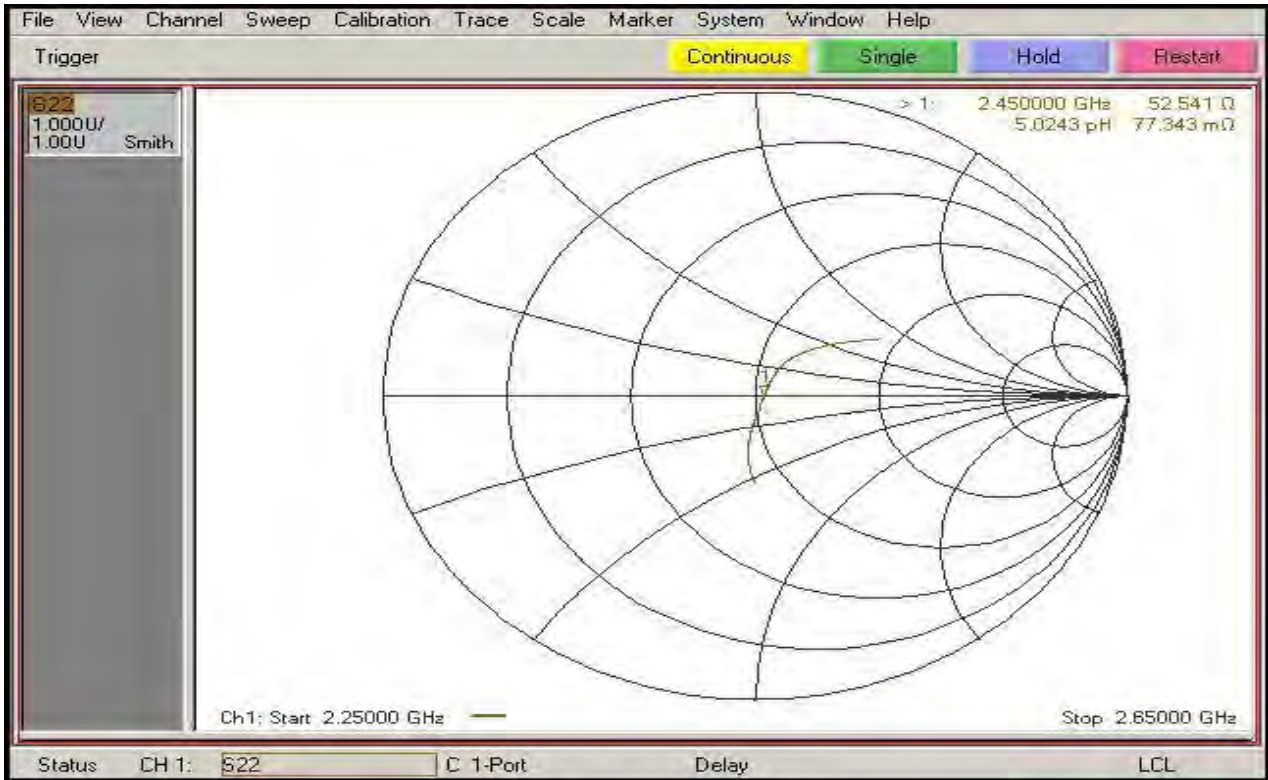 File View Channel Sweep Calibration Trace Scale Marker System Window Help
Trigger Continuous Single Hold Restart
S22
1.000U/
1.00U Smith
> 1: 2.450000 GHz 52.541 Ω
5.0243 pH 77.343 mΩ
1
Ch1: Start 2.25000 GHz Stop 2.65000 GHz
Status CH 1: S22 C 1-Port Delay LCL